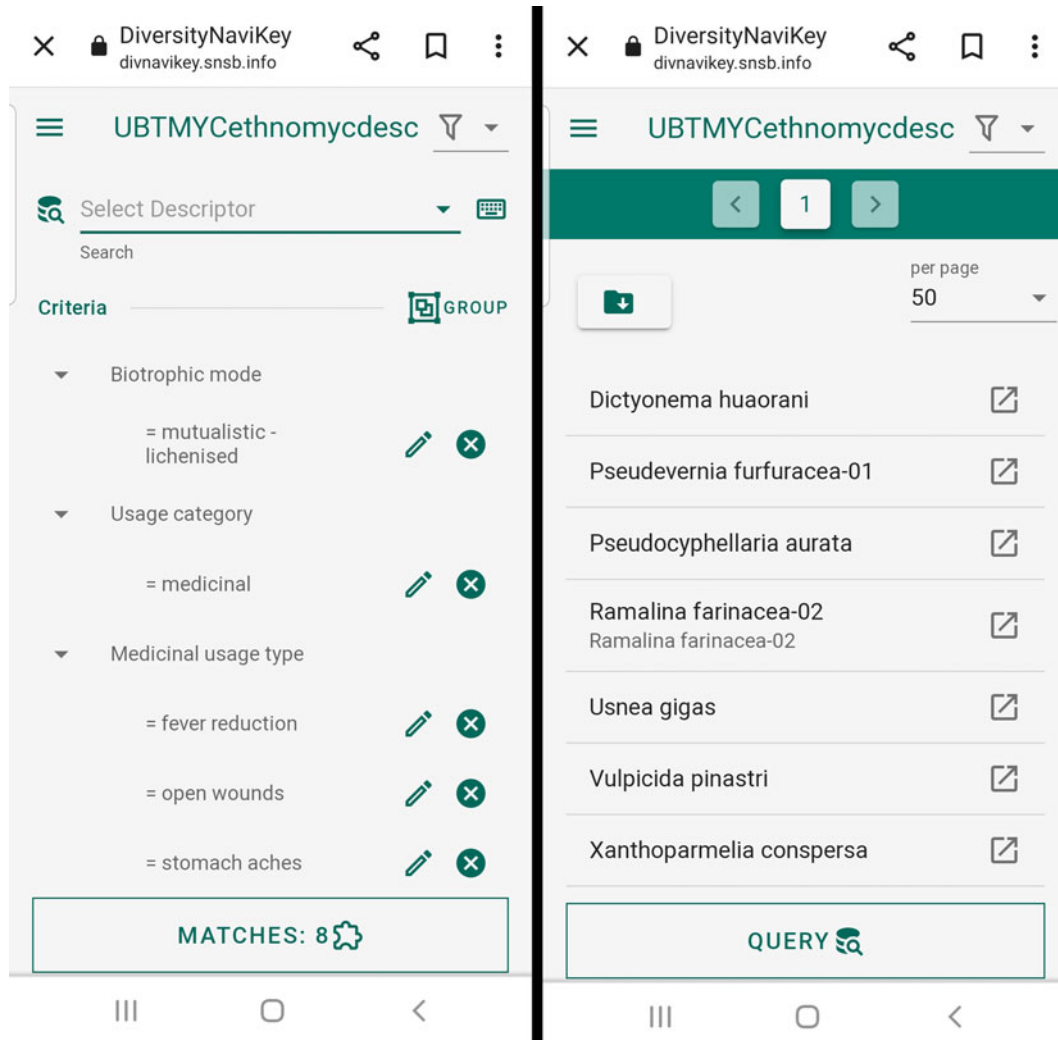 DiversityNaviKey
divnavikey.snsb.info
UBTMYCethnomycdesc
Select Descriptor
Search
Criteria
GROUP
Biotrophic mode
= mutualistic -
lichenised
Usage category
= medicinal
Medicinal usage type
= fever reduction
= open wounds
= stomach aches
MATCHES: 8
DiversityNaviKey
divnavikey.snsb.info
UBTMYCethnomycdesc
1
per page
50
Dictyonema huaorani
Pseudevernia furfuracea-01
Pseudocyphellaria aurata
Ramalina farinacea-02
Ramalina farinacea-02
Usnea gigas
Vulpicida pinastri
Xanthoparmelia conspersa
QUERY